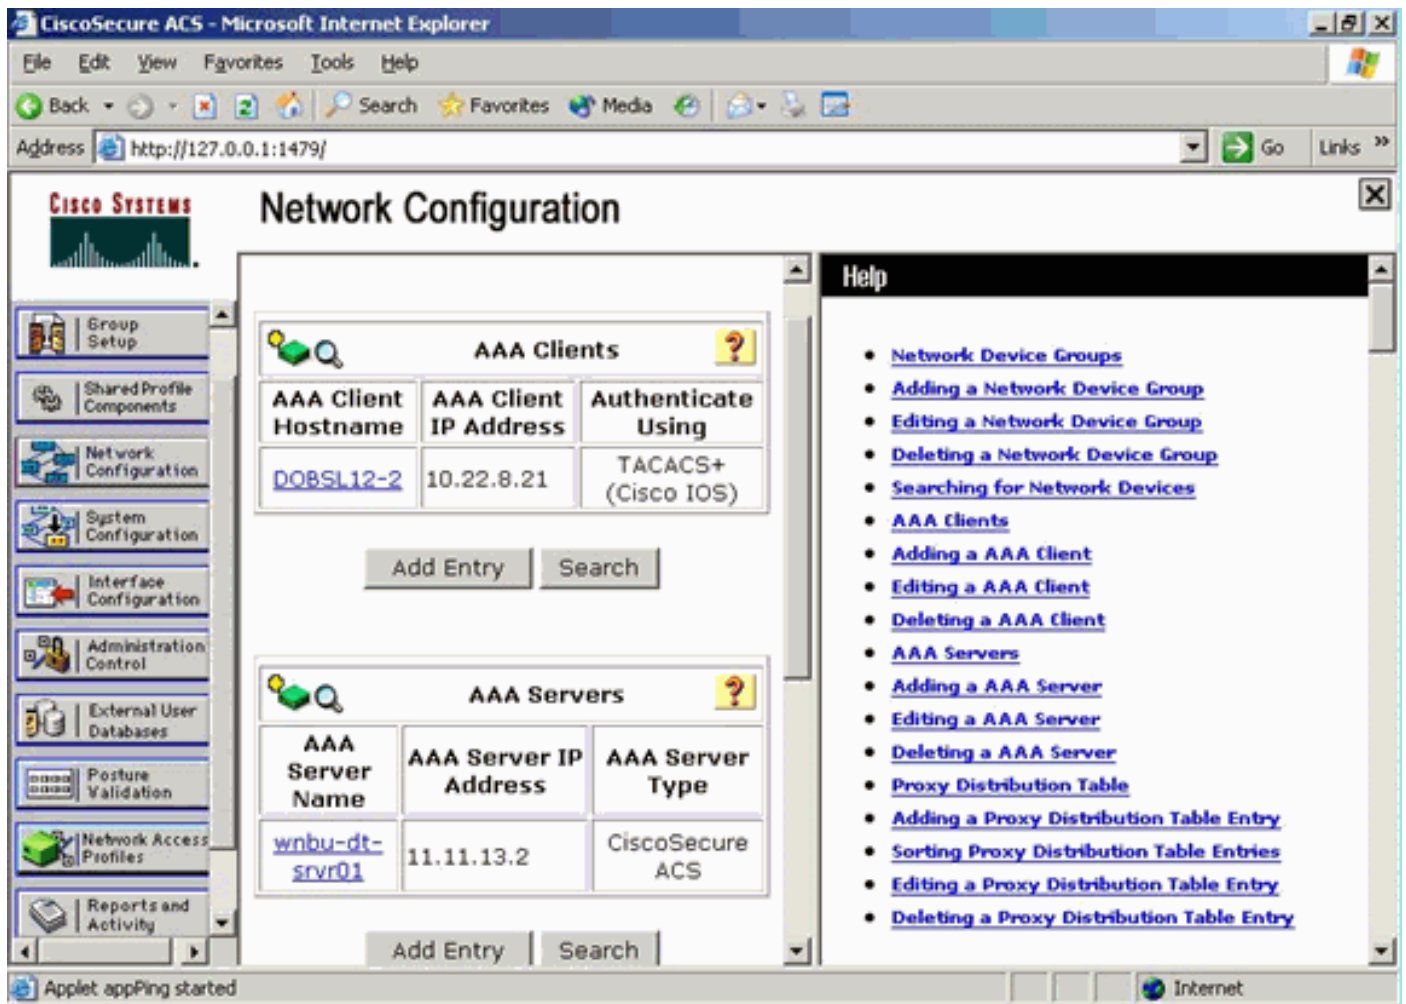 CiscoSecure ACS - Microsoft Internet Explorer
File Edit View Favorites Tools Help
Back Search Favorites Media
Address http://127.0.0.1:1479/ Go Links »
CISCO SYSTEMS
Network Configuration
Group
Setup
Shared Profile
Components
Network
Configuration
System
Configuration
Interface
Configuration
Administration
Control
External User
Databases
Posture
Validation
Network Access
Profiles
Reports and
Activity
AAA Clients
AAA Client
Hostname
AAA Client
IP Address
Authenticate
Using
DOBSL12-2
10.22.8.21
TACACS+
(Cisco IOS)
Add Entry Search
AAA Servers
AAA
Server
Name
AAA Server IP
Address
AAA Server
Type
wnbu-dt-
srvr01
11.11.13.2
CiscoSecure
ACS
Add Entry Search
Help
Network Device Groups
Adding a Network Device Group
Editing a Network Device Group
Deleting a Network Device Group
Searching for Network Devices
AAA Clients
Adding a AAA Client
Editing a AAA Client
Deleting a AAA Client
AAA Servers
Adding a AAA Server
Editing a AAA Server
Deleting a AAA Server
Proxy Distribution Table
Adding a Proxy Distribution Table Entry
Sorting Proxy Distribution Table Entries
Editing a Proxy Distribution Table Entry
Deleting a Proxy Distribution Table Entry
Applet appPing started
Internet